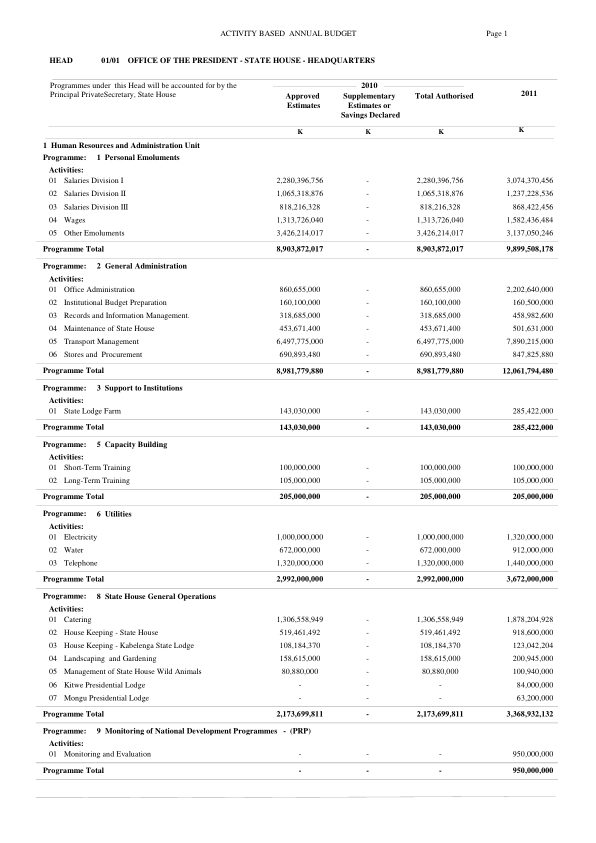 ACTIVITY BASED ANNUAL BUDGET Page 1
HEAD 01/01 OFFICE OF THE PRESIDENT - STATE HOUSE - HEADQUARTERS
Programmes under this Head will be accounted for by the
Principal PrivateSecretary, State House
2010
Approved Estimates Supplementary Estimates or Savings Declared Total Authorised 2011
K K K K
1 Human Resources and Administration Unit
Programme: 1 Personal Emoluments
Activities:
01 Salaries Division I 2,280,396,756 - 2,280,396,756 3,074,370,456
02 Salaries Division II 1,065,318,876 - 1,065,318,876 1,237,228,536
03 Salaries Division III 818,216,328 - 818,216,328 868,422,456
04 Wages 1,313,726,040 - 1,313,726,040 1,582,436,484
05 Other Emoluments 3,426,214,017 - 3,426,214,017 3,137,050,246
Programme Total 8,903,872,017 - 8,903,872,017 9,899,508,178
Programme: 2 General Administration
Activities:
01 Office Administration 860,655,000 - 860,655,000 2,202,640,000
02 Institutional Budget Preparation 160,100,000 - 160,100,000 160,500,000
03 Records and Information Management. 318,685,000 - 318,685,000 458,982,600
04 Maintenance of State House 453,671,400 - 453,671,400 501,631,000
05 Transport Management 6,497,775,000 - 6,497,775,000 7,890,215,000
06 Stores and Procurement 690,893,480 - 690,893,480 847,825,880
Programme Total 8,981,779,880 - 8,981,779,880 12,061,794,480
Programme: 3 Support to Institutions
Activities:
01 State Lodge Farm 143,030,000 - 143,030,000 285,422,000
Programme Total 143,030,000 - 143,030,000 285,422,000
Programme: 5 Capacity Building
Activities:
01 Short-Term Training 100,000,000 - 100,000,000 100,000,000
02 Long-Term Training 105,000,000 - 105,000,000 105,000,000
Programme Total 205,000,000 - 205,000,000 205,000,000
Programme: 6 Utilities
Activities:
01 Electricity 1,000,000,000 - 1,000,000,000 1,320,000,000
02 Water 672,000,000 - 672,000,000 912,000,000
03 Telephone 1,320,000,000 - 1,320,000,000 1,440,000,000
Programme Total 2,992,000,000 - 2,992,000,000 3,672,000,000
Programme: 8 State House General Operations
Activities:
01 Catering 1,306,558,949 - 1,306,558,949 1,878,204,928
02 House Keeping - State House 519,461,492 - 519,461,492 918,600,000
03 House Keeping - Kabelenga State Lodge 108,184,370 - 108,184,370 123,042,204
04 Landscaping and Gardening 158,615,000 - 158,615,000 200,945,000
05 Management of State House Wild Animals 80,880,000 - 80,880,000 100,940,000
06 Kitwe Presidential Lodge - - - 84,000,000
07 Mongu Presidential Lodge - - - 63,200,000
Programme Total 2,173,699,811 - 2,173,699,811 3,368,932,132
Programme: 9 Monitoring of National Development Programmes - (PRP)
Activities:
01 Monitoring and Evaluation - - - 950,000,000
Programme Total - - - 950,000,000